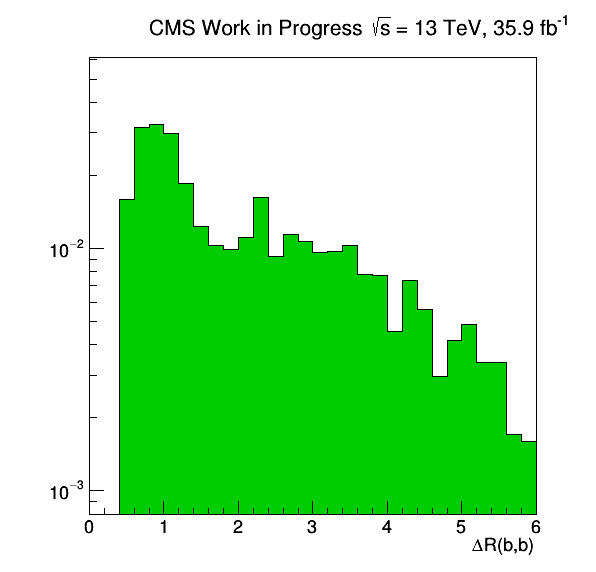 CMS Work in Progress √s = 13 TeV, 35.9 fb⁻¹
10⁻²
10⁻³
0 1 2 3 4 5 6
ΔR(b,b)